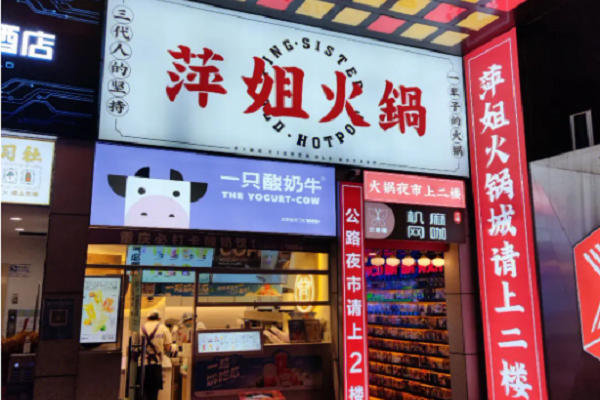 酒店
三代人的坚持
PING·SISTER
萍姐火鍋
OLD·HOTPOT
一辈子的火锅
一只酸奶牛
THE YOGURT-COW
火锅夜市上二楼
机麻
网咖
公路夜市请上2楼
萍姐火锅城请上二楼